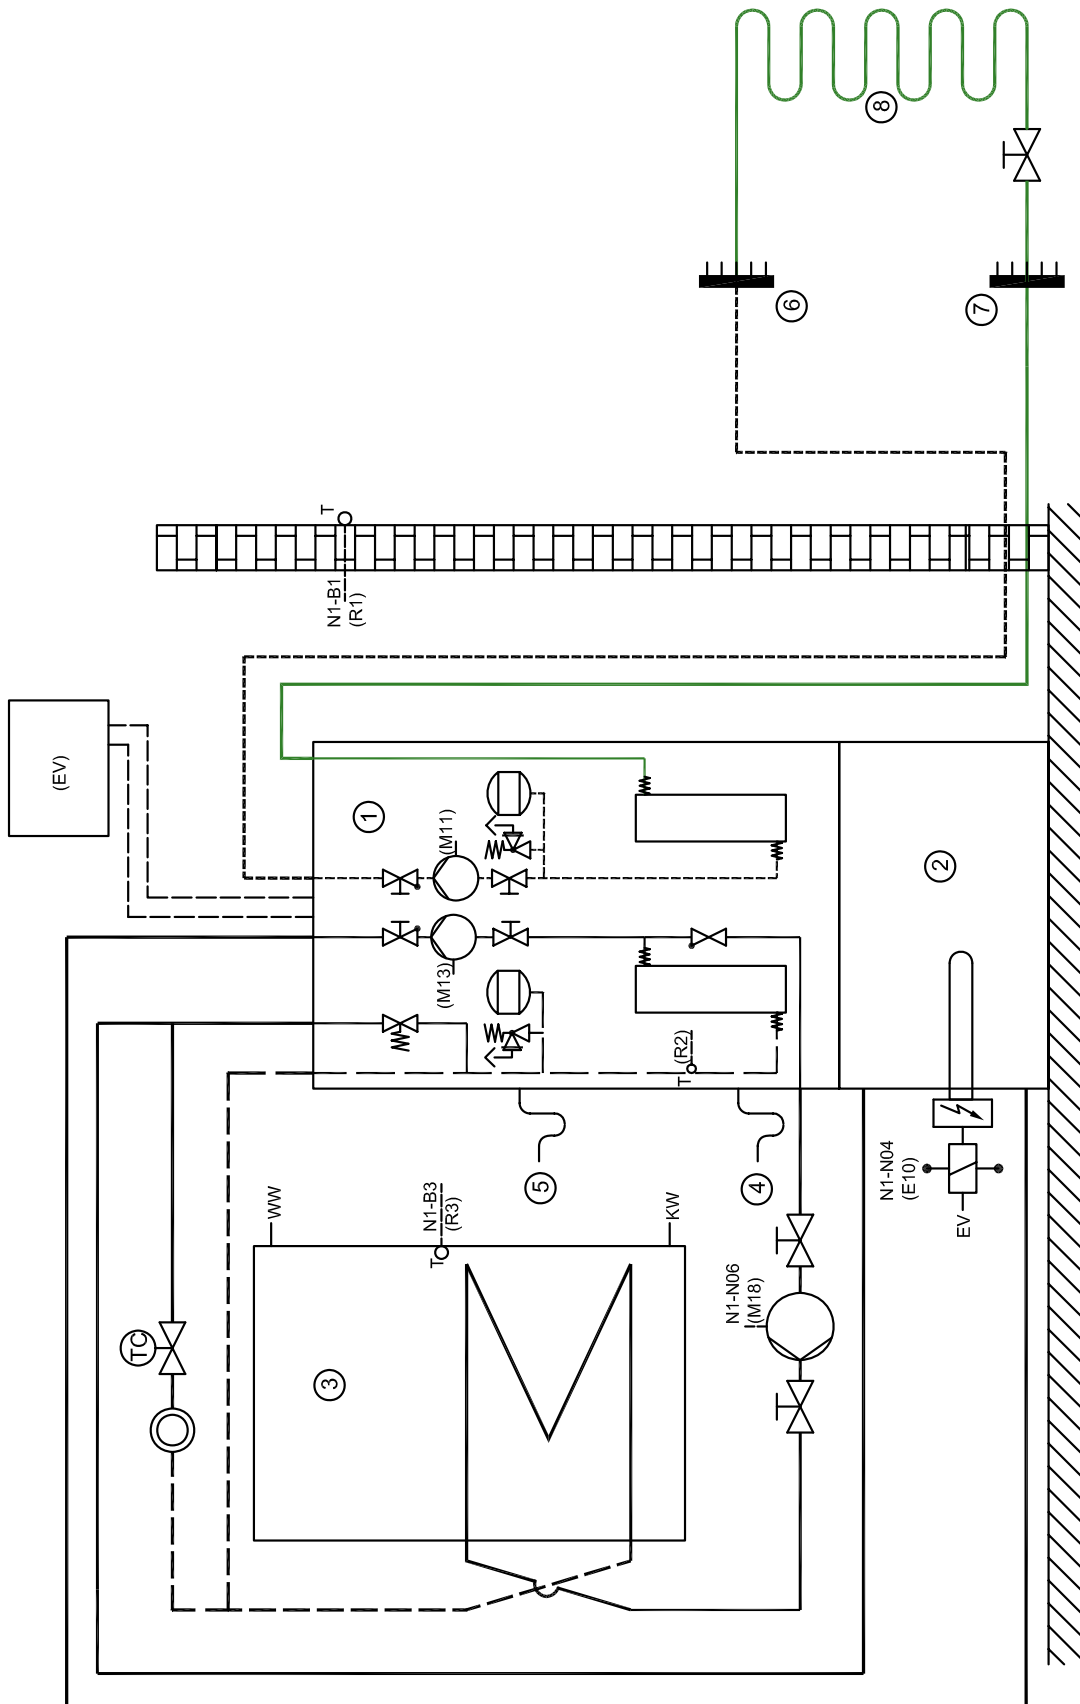 8
6
7
T
N1-B1
(R1)
(EV)
1
(M11)
(M13)
2
T
(R2)
5
4
N1-N04
(E10)
EV
WW
N1-B3
(R3)
T
KW
N1-N06
(M18)
TC
3